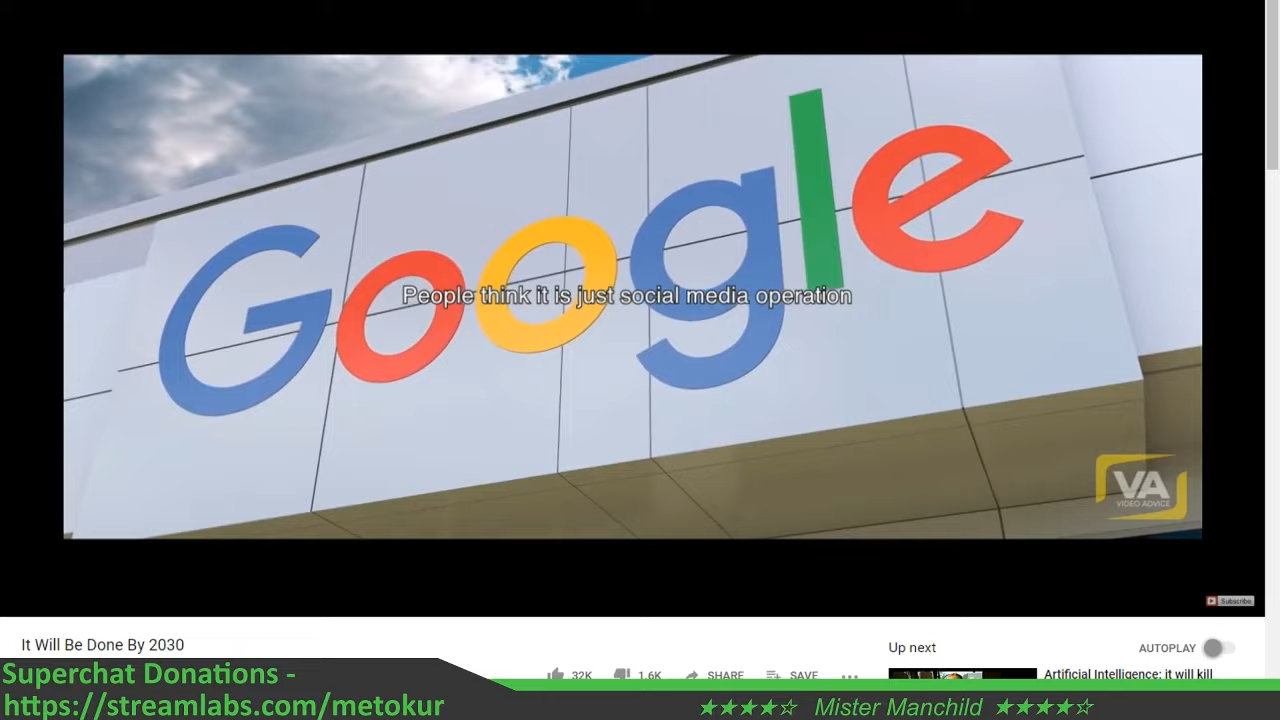 Google
People think it is just social media operation
VA
VIDEO ADVICE
Subscribe
It Will Be Done By 2030
Up next
AUTOPLAY
32K
1.6K
SHARE
SAVE
Artificial Intelligence: it will kill
Superchat Donations -
https://streamlabs.com/metokur
★★★★☆ Mister Manchild ★★★★☆